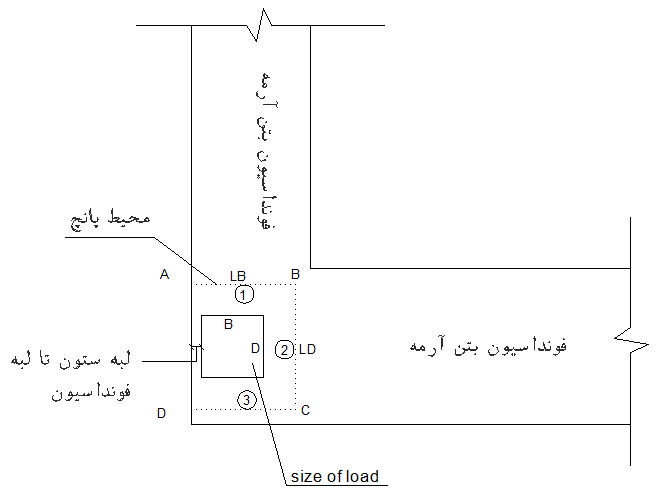 فونداسیون بتن آرمه
محیط پانچ
A
LB
B
1
B
D
2
LD
فونداسیون بتن آرمه
لبه ستون تا لبه
فونداسیون
3
D
C
size of load